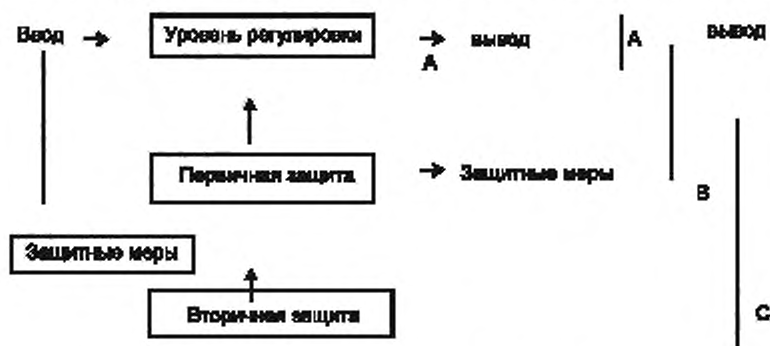 Ввод
Уровень регулировки
вывод
A
A
вывод
Первичная защита
Защитные меры
B
Защитные меры
Вторичная защита
C